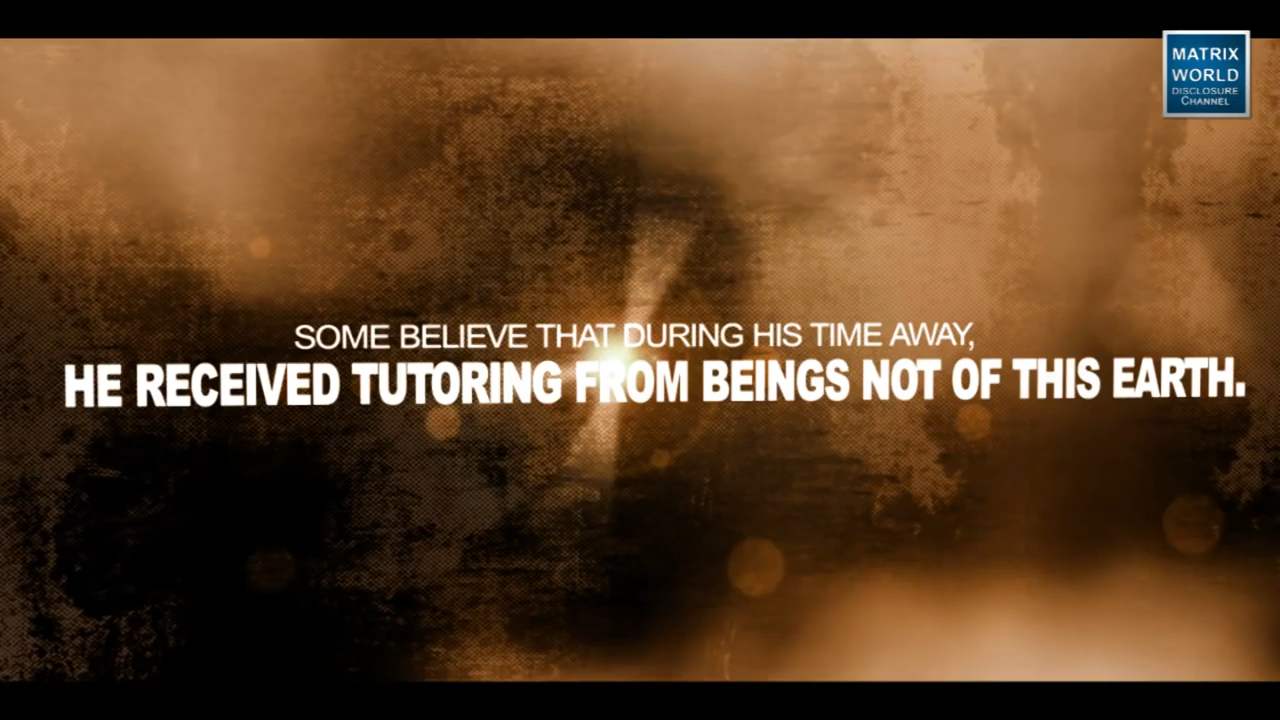 MATRIX
WORLD
DISCLOSURE
CHANNEL
SOME BELIEVE THAT DURING HIS TIME AWAY,
HE RECEIVED TUTORING FROM BEINGS NOT OF THIS EARTH.